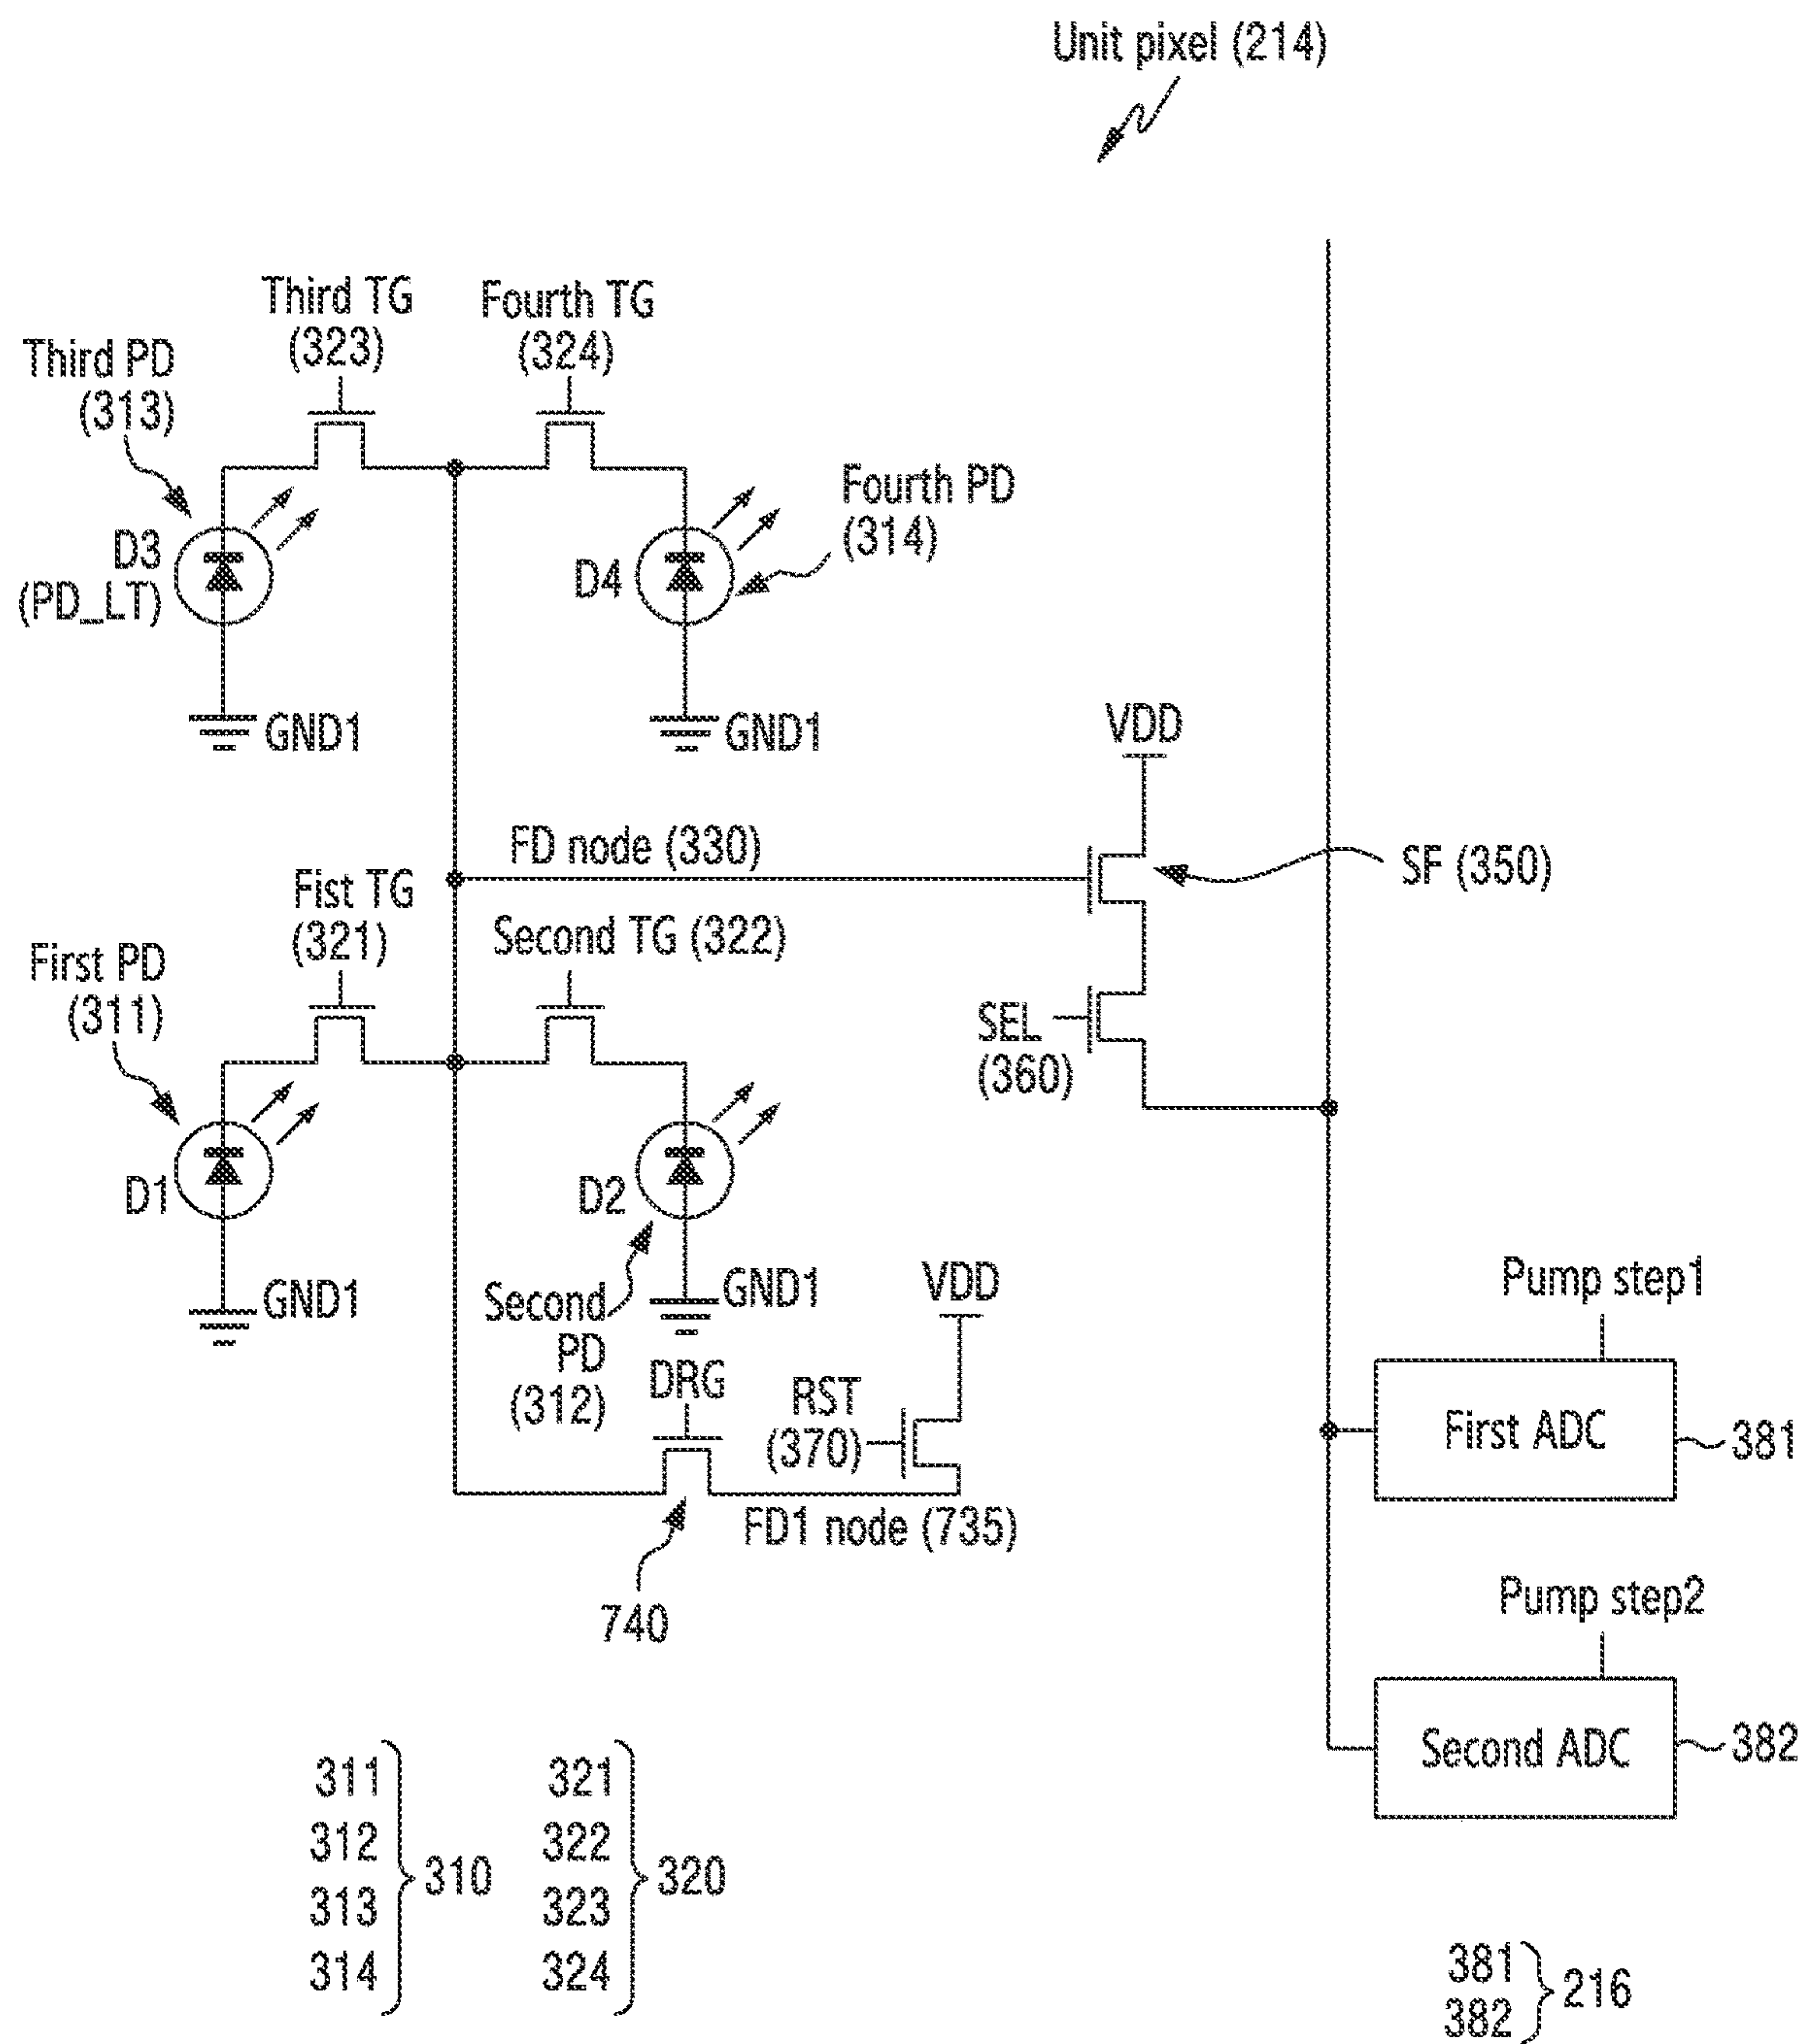 Unit pixel (214)
Third TG
(323)
Fourth TG
(324)
Third PD
(313)
Fourth PD
(314)
D3
(PD_LT)
D4
GND1
GND1
VDD
FD node (330)
SF (350)
Fist TG
(321)
Second TG (322)
First PD
(311)
SEL
(360)
D1
D2
GND1
GND1
Second
PD
(312)
VDD
DRG
RST
(370)
FD1 node (735)
740
Pump step1
First ADC
381
Pump step2
Second ADC
382
311
312
313
314
310
321
322
323
324
320
381
382
216